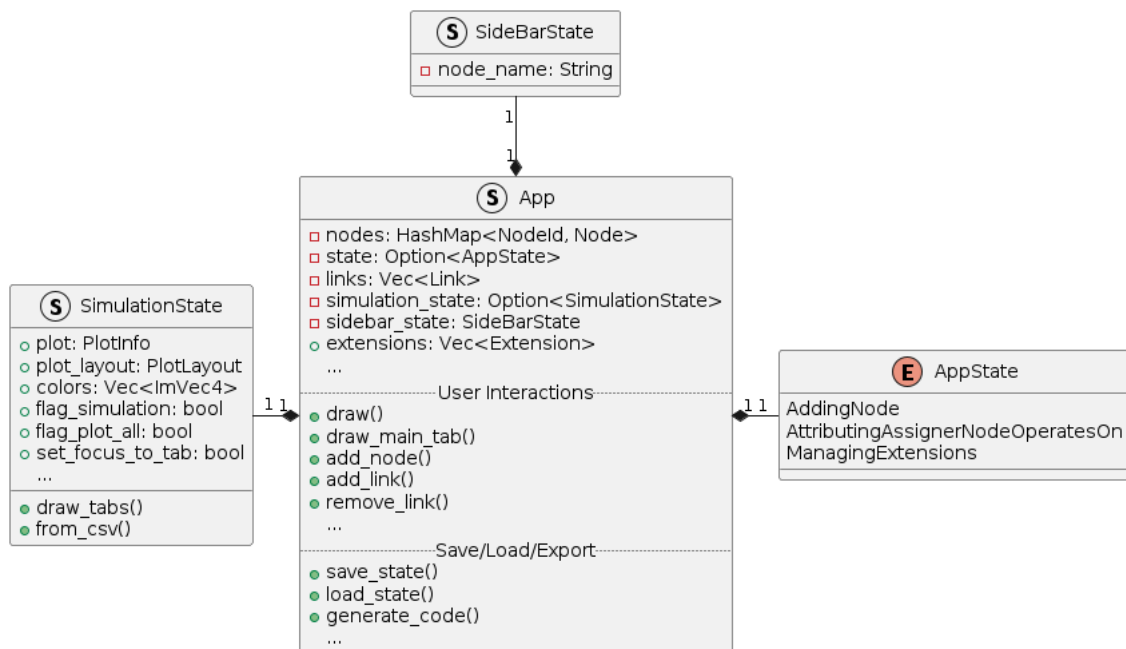 S SideBarState
node_name: String
1
1
S App
nodes: HashMap<NodeId, Node>
state: Option<AppState>
links: Vec<Link>
simulation_state: Option<SimulationState>
sidebar_state: SideBarState
extensions: Vec<Extension>
...
User Interactions
draw()
draw_main_tab()
add_node()
add_link()
remove_link()
...
Save/Load/Export
save_state()
load_state()
generate_code()
...
S SimulationState
plot: PlotInfo
plot_layout: PlotLayout
colors: Vec<ImVec4>
flag_simulation: bool
flag_plot_all: bool
set_focus_to_tab: bool
...
draw_tabs()
from_csv()
1 1
1 1
E AppState
AddingNode
AttributingAssignerNodeOperatesOn
ManagingExtensions